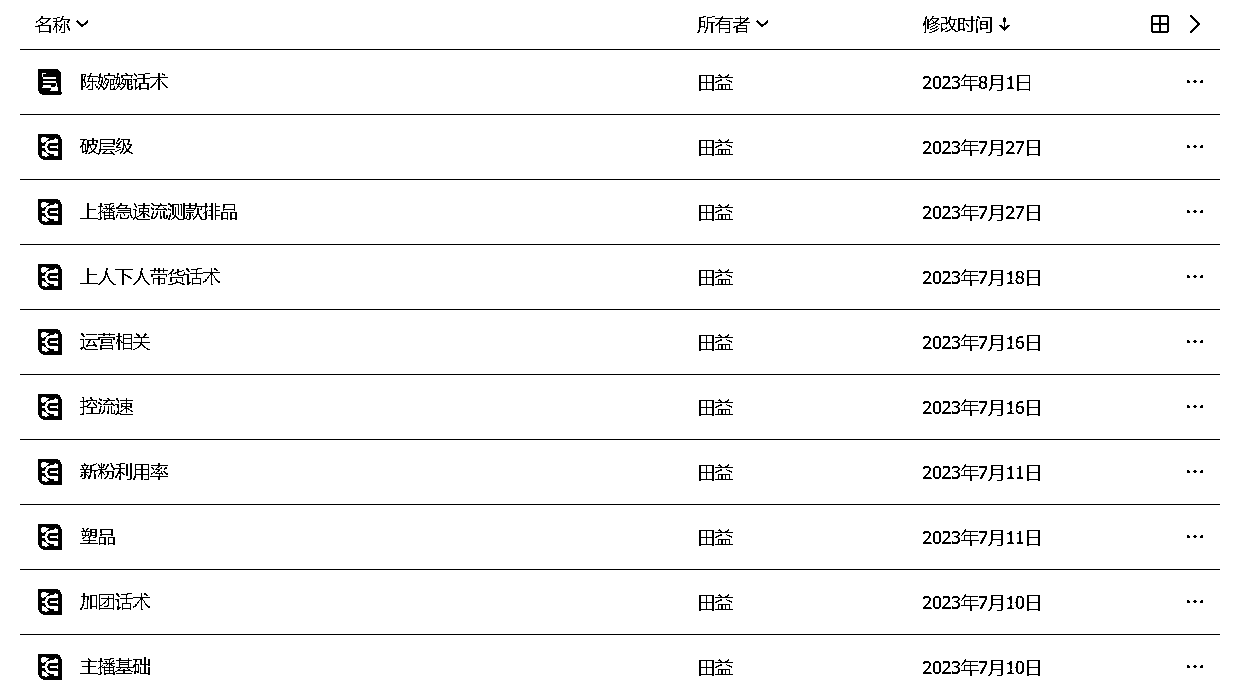 名称 所有者 修改时间
陈婉婉话术 田益 2023年8月1日
破层级 田益 2023年7月27日
上播急速流测款排品 田益 2023年7月27日
上人下人带货话术 田益 2023年7月18日
运营相关 田益 2023年7月16日
控流速 田益 2023年7月16日
新粉利用率 田益 2023年7月11日
塑品 田益 2023年7月11日
加团话术 田益 2023年7月10日
主播基础 田益 2023年7月10日